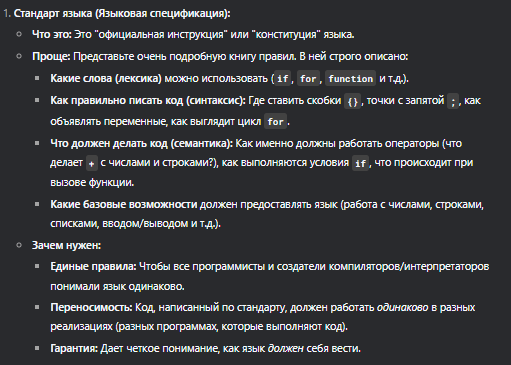 1. Стандарт языка (Языковая спецификация):
Что это: Это "официальная инструкция" или "конституция" языка.
Проще: Представьте очень подробную книгу правил. В ней строго описано:
Какие слова (лексика) можно использовать (if, for, function и т.д.).
Как правильно писать код (синтаксис): Где ставить скобки {}, точки с запятой ;, как
объявлять переменные, как выглядит цикл for.
Что должен делать код (семантика): Как именно должны работать операторы (что
делает + с числами и строками?), как выполняются условия if, что происходит при
вызове функции.
Какие базовые возможности должен предоставлять язык (работа с числами, строками,
списками, вводом/выводом и т.д.).
Зачем нужен:
Единые правила: Чтобы все программисты и создатели компиляторов/интерпретаторов
понимали язык одинаково.
Переносимость: Код, написанный по стандарту, должен работать одинаково в разных
реализациях (разных программах, которые выполняют код).
Гарантия: Дает четкое понимание, как язык должен себя вести.